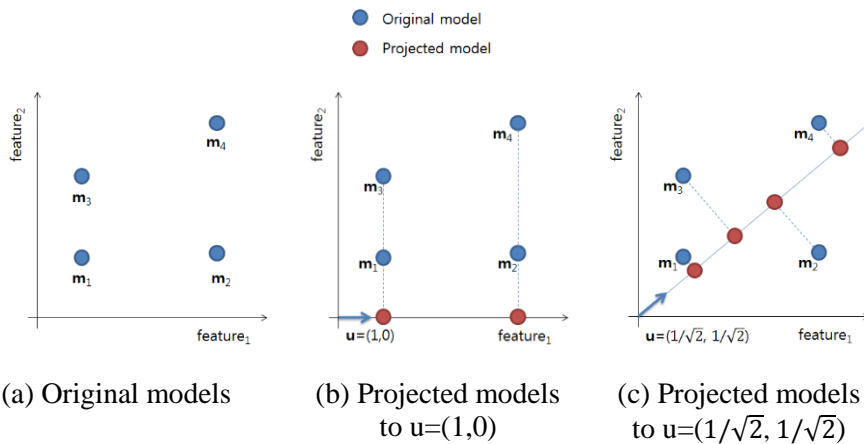 Original model
Projected model
feature₂
m₄
m₃
m₁
m₂
feature₁
feature₂
m₄
m₃
m₁
m₂
u=(1,0)
feature₁
feature₂
m₄
m₃
m₁
m₂
u=(1/√2, 1/√2)
feature₁
(a) Original models
(b) Projected models
to u=(1,0)
(c) Projected models
to u=(1/√2, 1/√2)